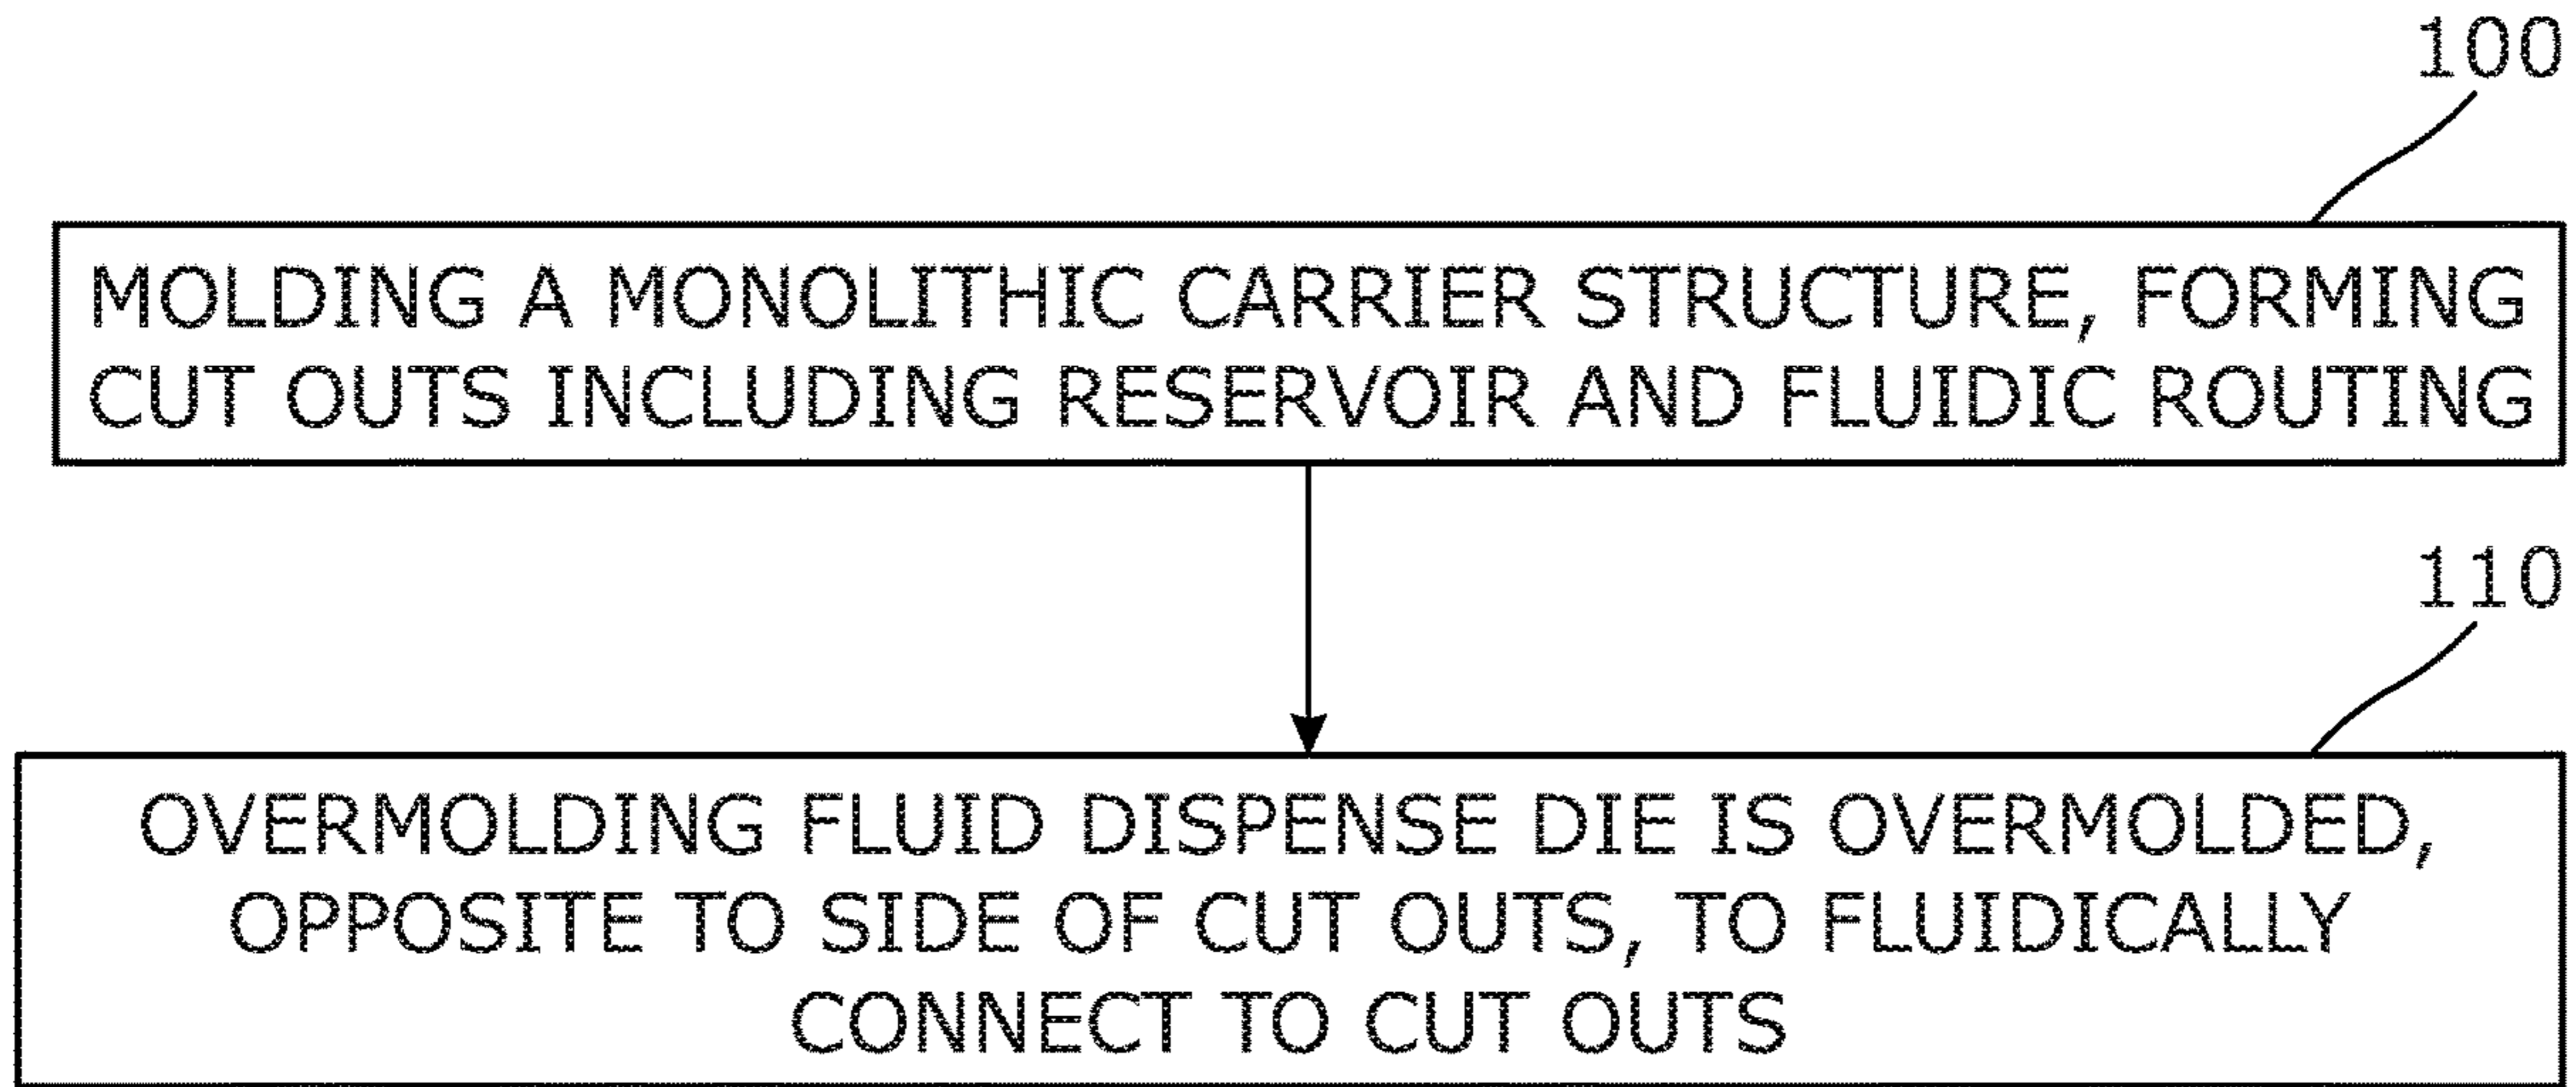 100
MOLDING A MONOLITHIC CARRIER STRUCTURE, FORMING
CUT OUTS INCLUDING RESERVOIR AND FLUIDIC ROUTING
110
OVERMOLDING FLUID DISPENSE DIE IS OVERMOLDED,
OPPOSITE TO SIDE OF CUT OUTS, TO FLUIDICALLY
CONNECT TO CUT OUTS